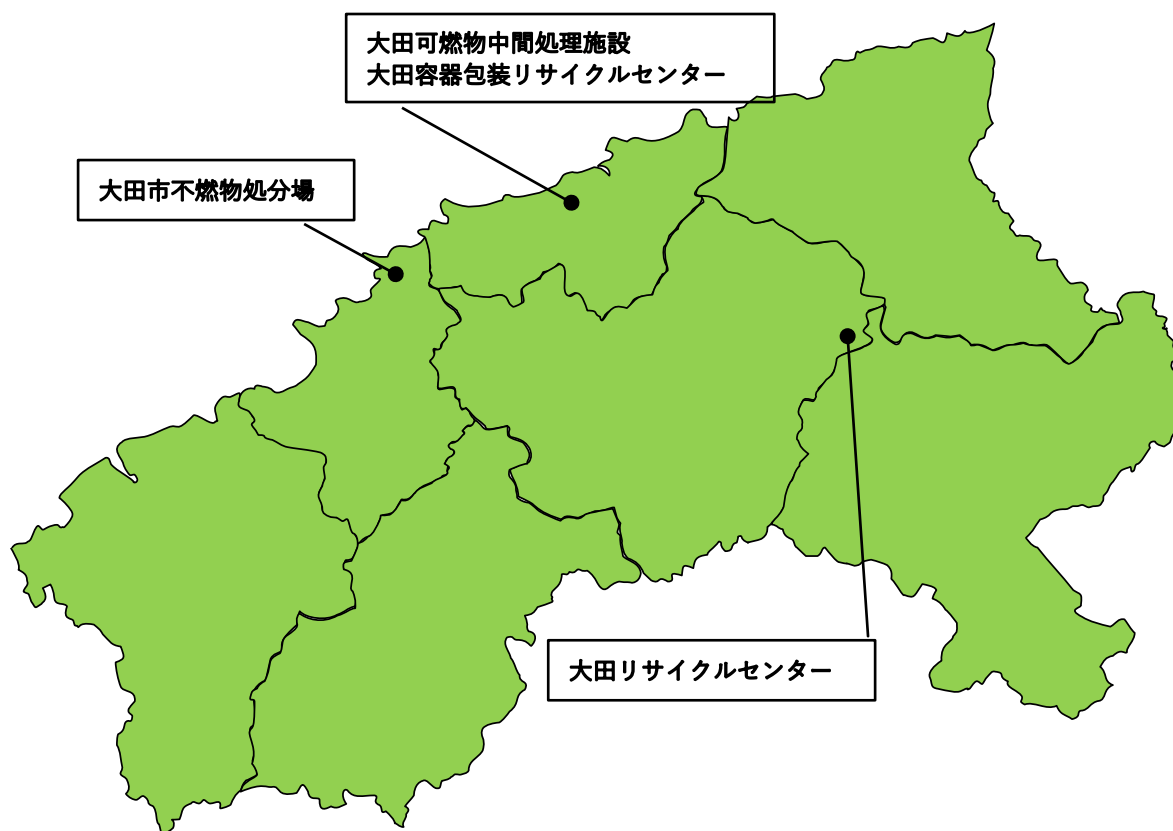 大田可燃物中間処理施設
大田容器包装リサイクルセンター
大田市不燃物処分場
大田リサイクルセンター